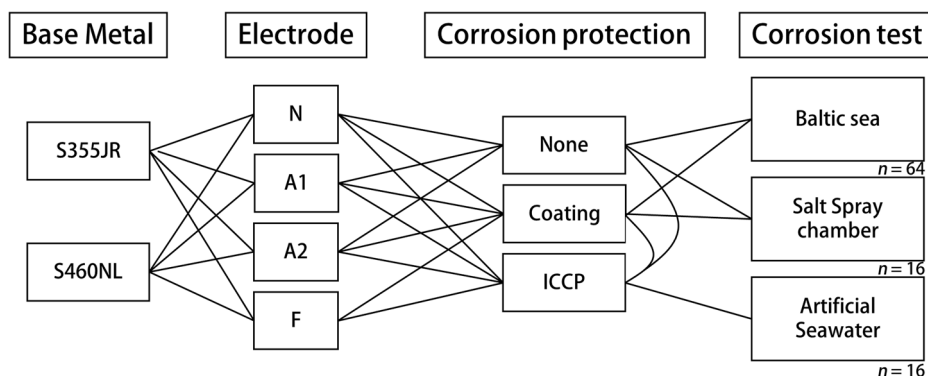 Base Metal
Electrode
Corrosion protection
Corrosion test
S355JR
S460NL
N
A1
A2
F
None
Coating
ICCP
Baltic sea
n = 64
Salt Spray
chamber
n = 16
Artificial
Seawater
n = 16